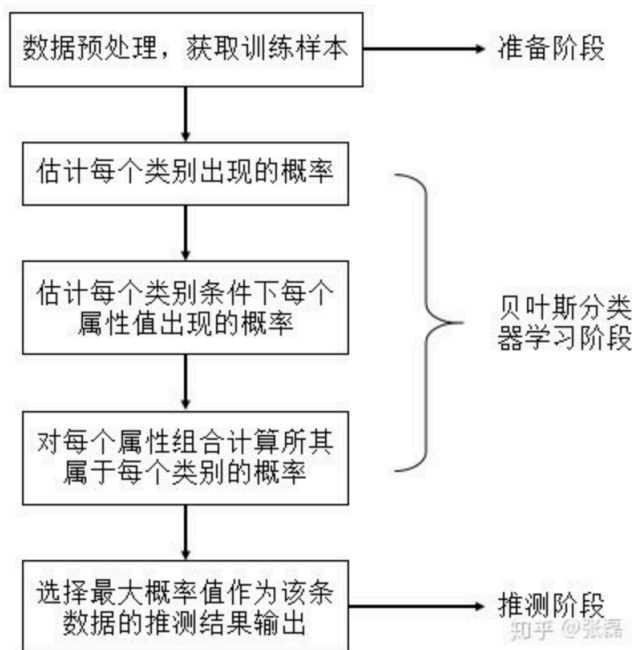 数据预处理，获取训练样本
准备阶段
估计每个类别出现的概率
估计每个类别条件下每个
属性值出现的概率
贝叶斯分类
器学习阶段
对每个属性组合计算所其
属于每个类别的概率
选择最大概率值作为该条
数据的推测结果输出
推测阶段
知乎 @张磊